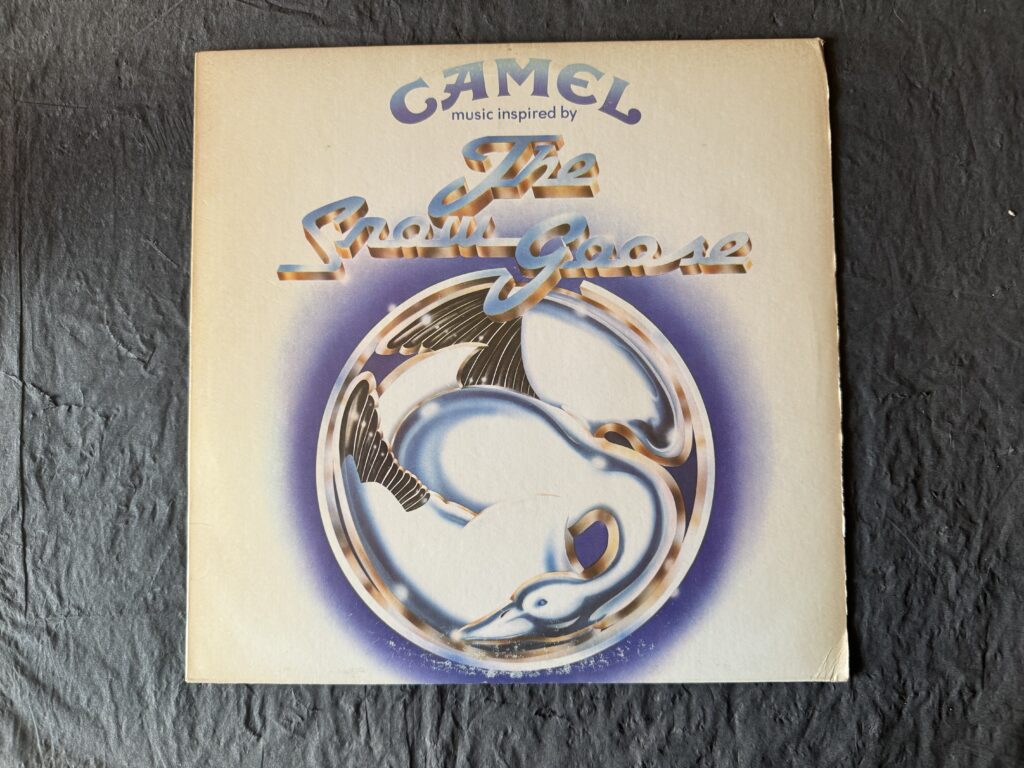 CAMEL
music inspired by
The
Snow Goose